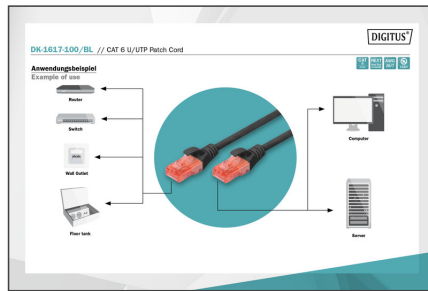 DIGITUS®
DK-1617-100/BL // CAT 6 U/UTP Patch Cord
Anwendungsbeispiel
Example of use
Router
Switch
Wall Outlet
Floor tank
Computer
Server